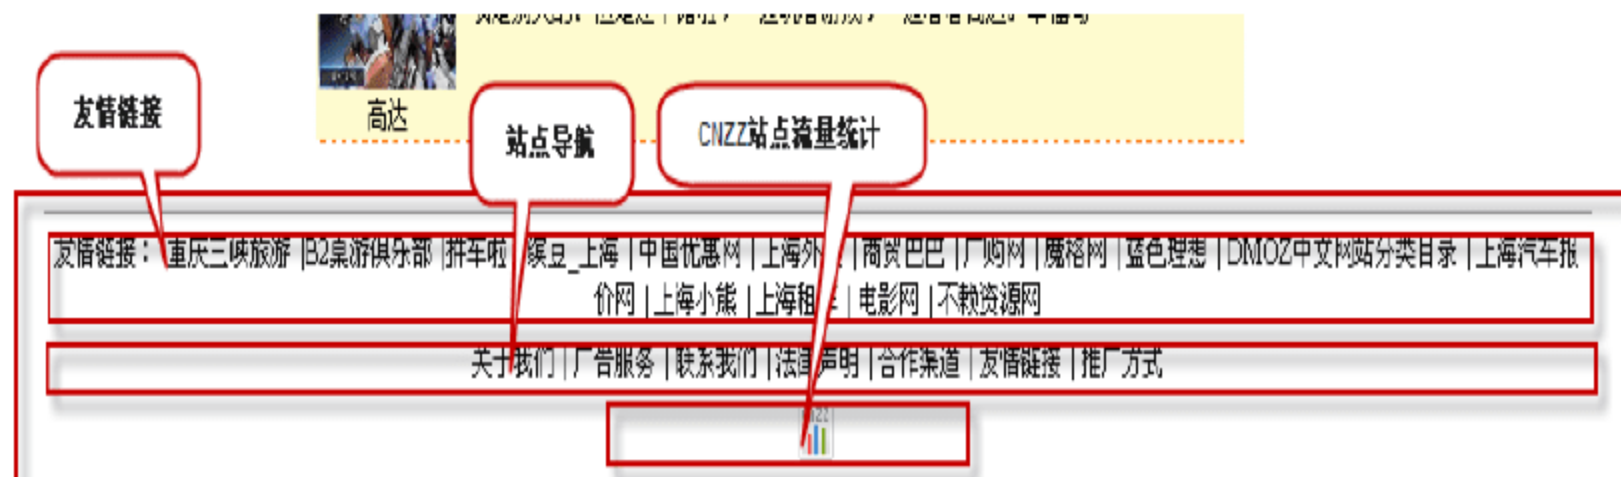 友情链接
高达
站点导航
CNZZ站点流量统计
友情链接： 重庆三峡旅游 |B2桌游俱乐部 |拼车啦 缤豆_上海 |中国优惠网 |上海外 |商贸巴巴 |广购网 |魔格网 |蓝色理想 |DMOZ中文网站分类目录 |上海汽车报
价网 |上海小熊 |上海租 |电影网 |不赖资源网
关于我们 |广告服务 |联系我们 |法律声明 |合作渠道 |友情链接 |推广方式